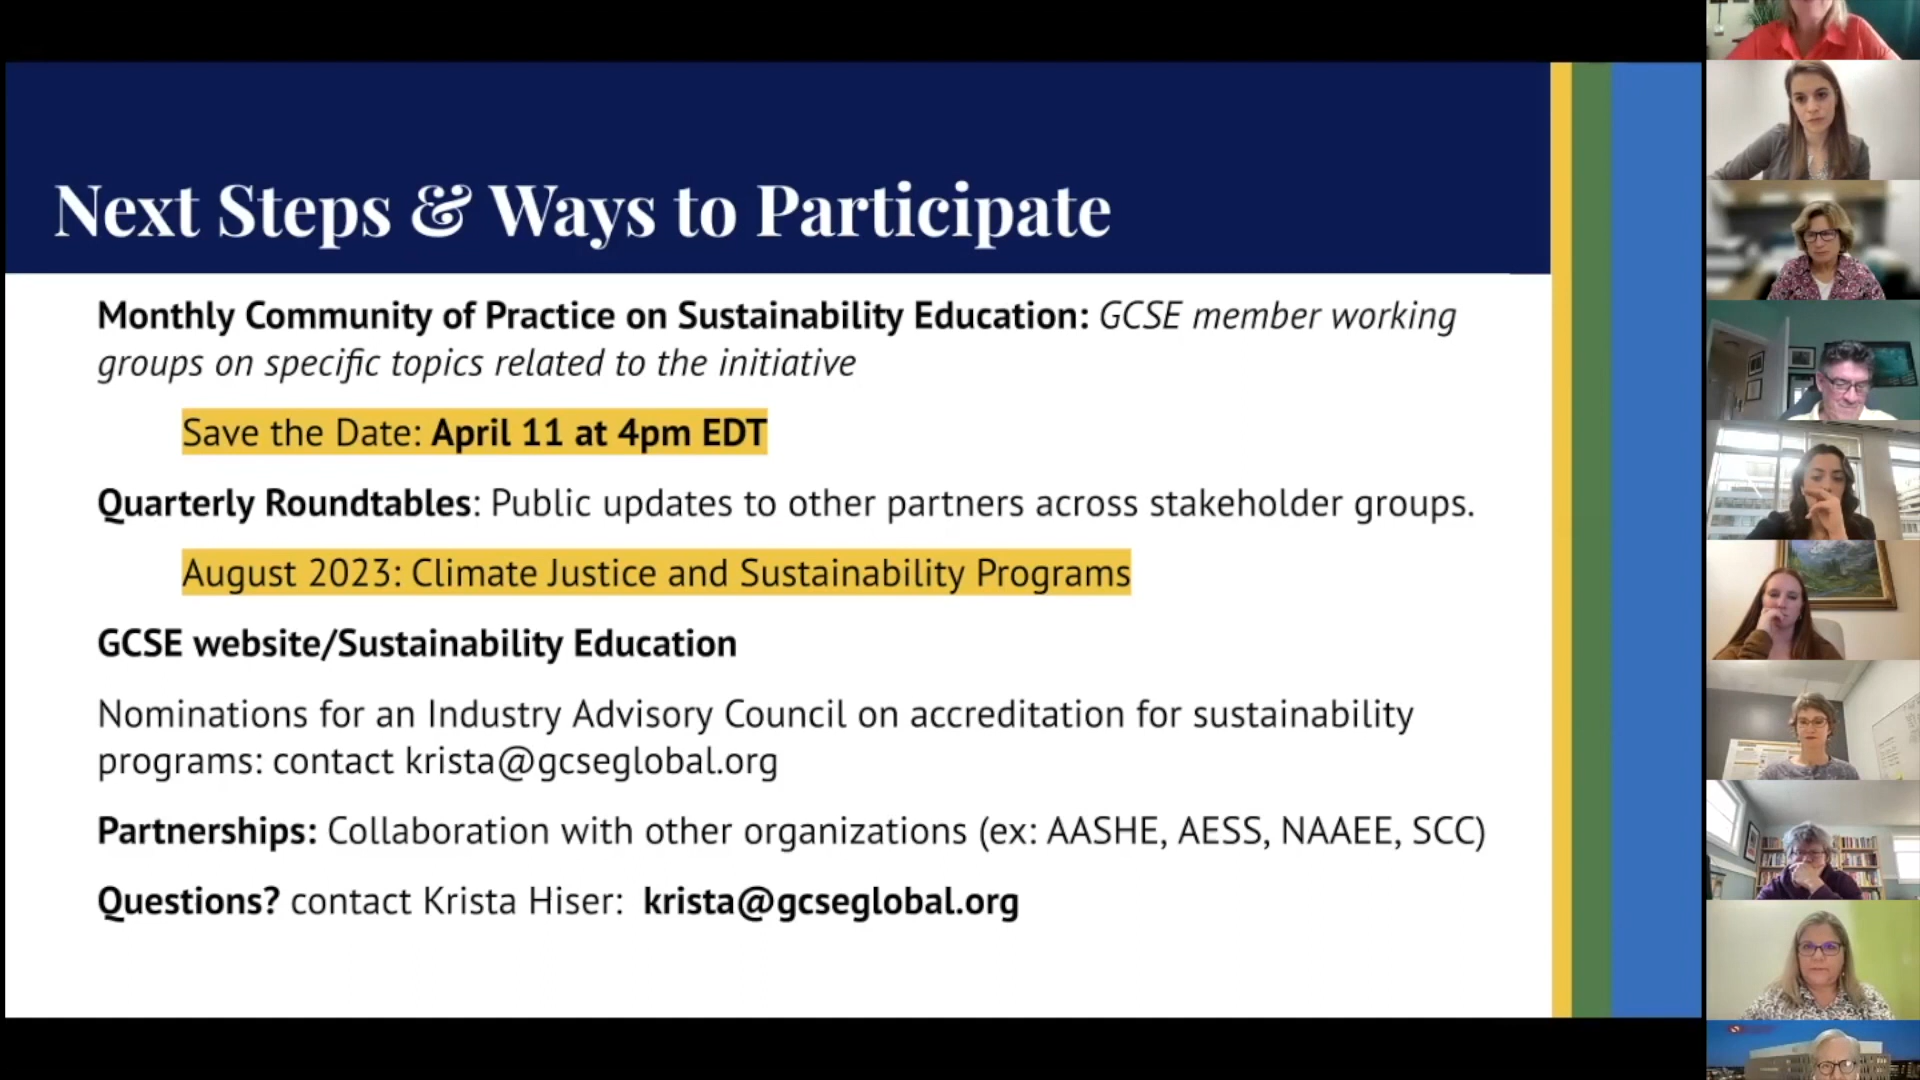 Next Steps & Ways to Participate
Monthly Community of Practice on Sustainability Education: GCSE member working
groups on specific topics related to the initiative
Save the Date: April 11 at 4pm EDT
Quarterly Roundtables: Public updates to other partners across stakeholder groups.
August 2023: Climate Justice and Sustainability Programs
GCSE website/Sustainability Education
Nominations for an Industry Advisory Council on accreditation for sustainability
programs: contact krista@gcseglobal.org
Partnerships: Collaboration with other organizations (ex: AASHE, AESS, NAAEE, SCC)
Questions? contact Krista Hiser: krista@gcseglobal.org